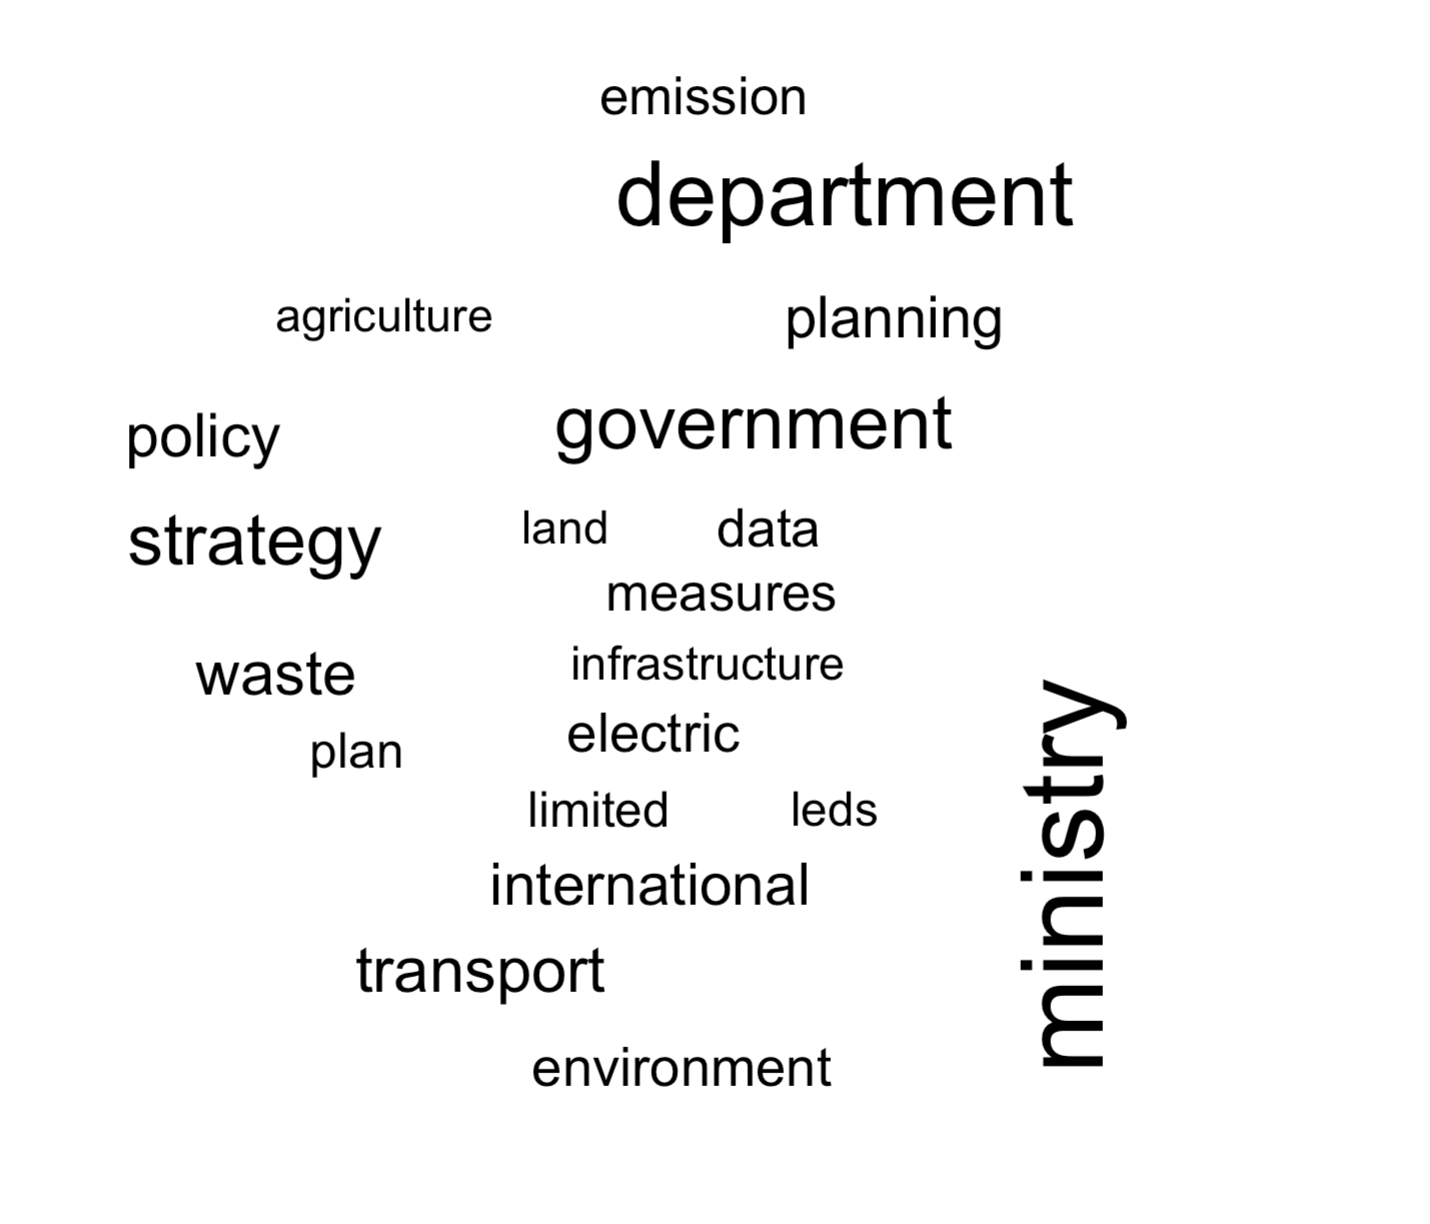 emission
department
agriculture planning
policy government
strategy land data
measures
waste infrastructure
plan electric
limited leds
international
transport
environment
ministry